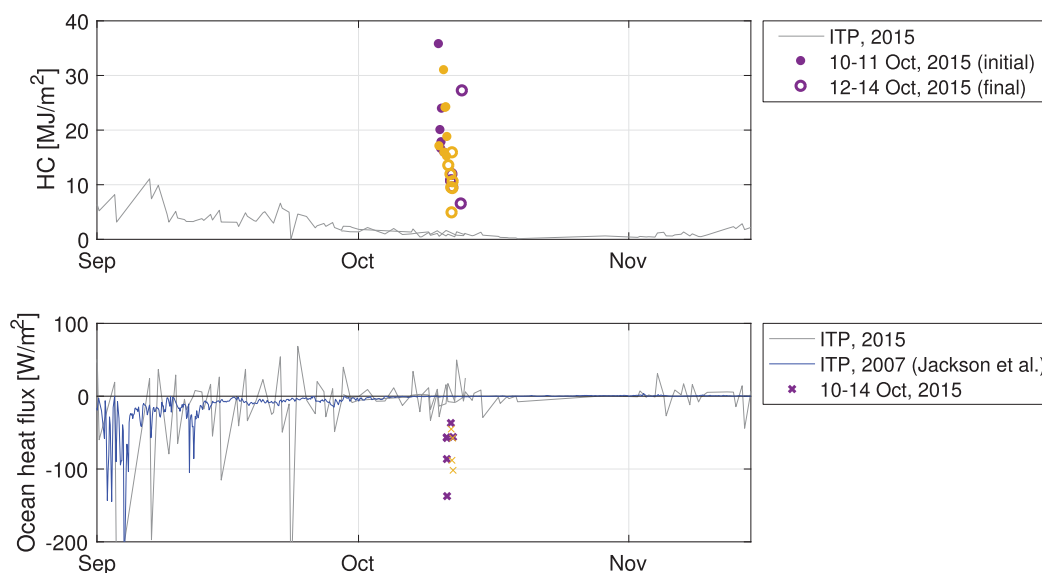 40
30
20
10
0
HC [MJ/m²]
Sep
Oct
Nov
ITP, 2015
10-11 Oct, 2015 (initial)
12-14 Oct, 2015 (final)
100
0
-100
-200
Ocean heat flux [W/m²]
Sep
Oct
Nov
ITP, 2015
ITP, 2007 (Jackson et al.)
10-14 Oct, 2015